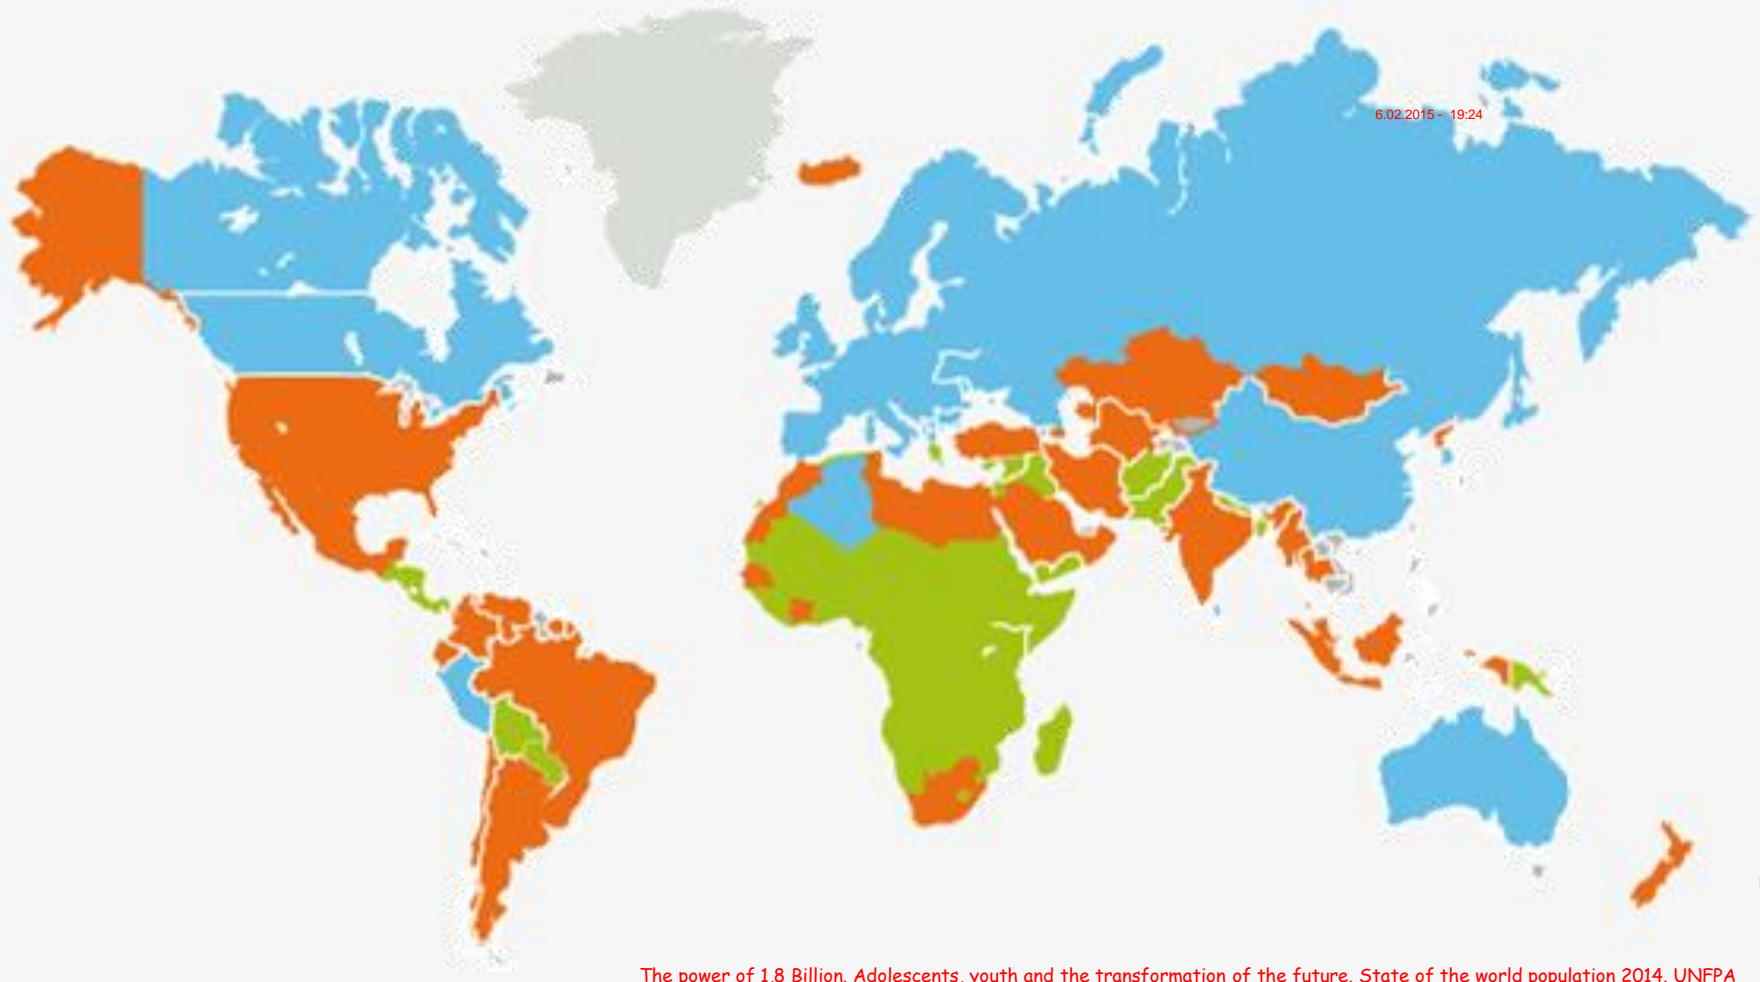 6.02.2015 - 19:24
The power of 1.8 Billion. Adolescents, youth and the transformation of the future. State of the world population 2014. UNFPA